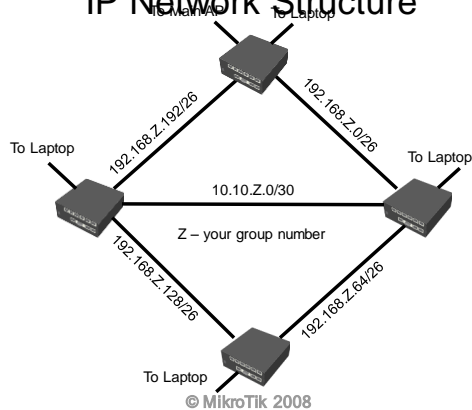 IP Network Structure
To Main AP
To Laptop
192.168.Z.192/26
192.168.Z.0/26
To Laptop
To Laptop
10.10.Z.0/30
Z – your group number
192.168.Z.128/26
192.168.Z.64/26
To Laptop
© MikroTik 2008